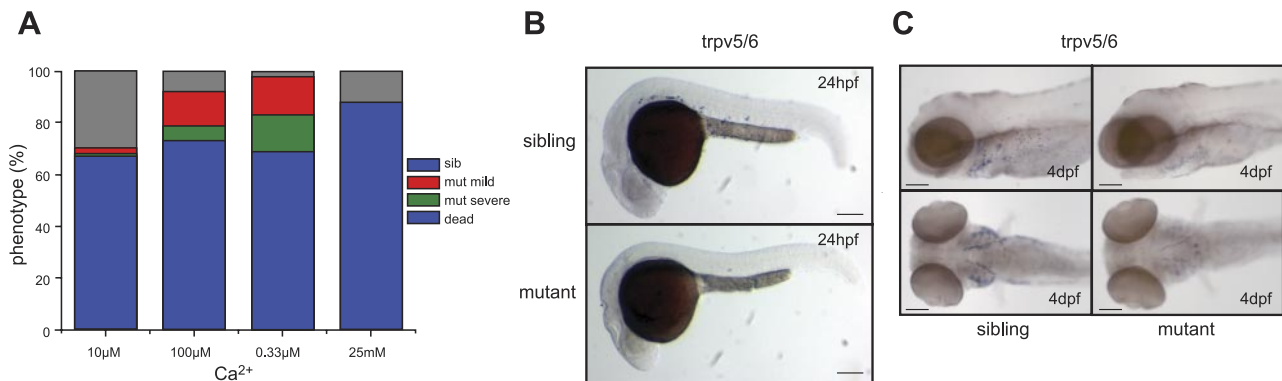 A
phenotype (%)
100
80
60
40
20
0
10µM
100µM
0.33µM
25mM
Ca²⁺
sib
mut mild
mut severe
dead
B
trpv5/6
sibling
24hpf
mutant
24hpf
C
trpv5/6
4dpf
4dpf
4dpf
4dpf
sibling
mutant